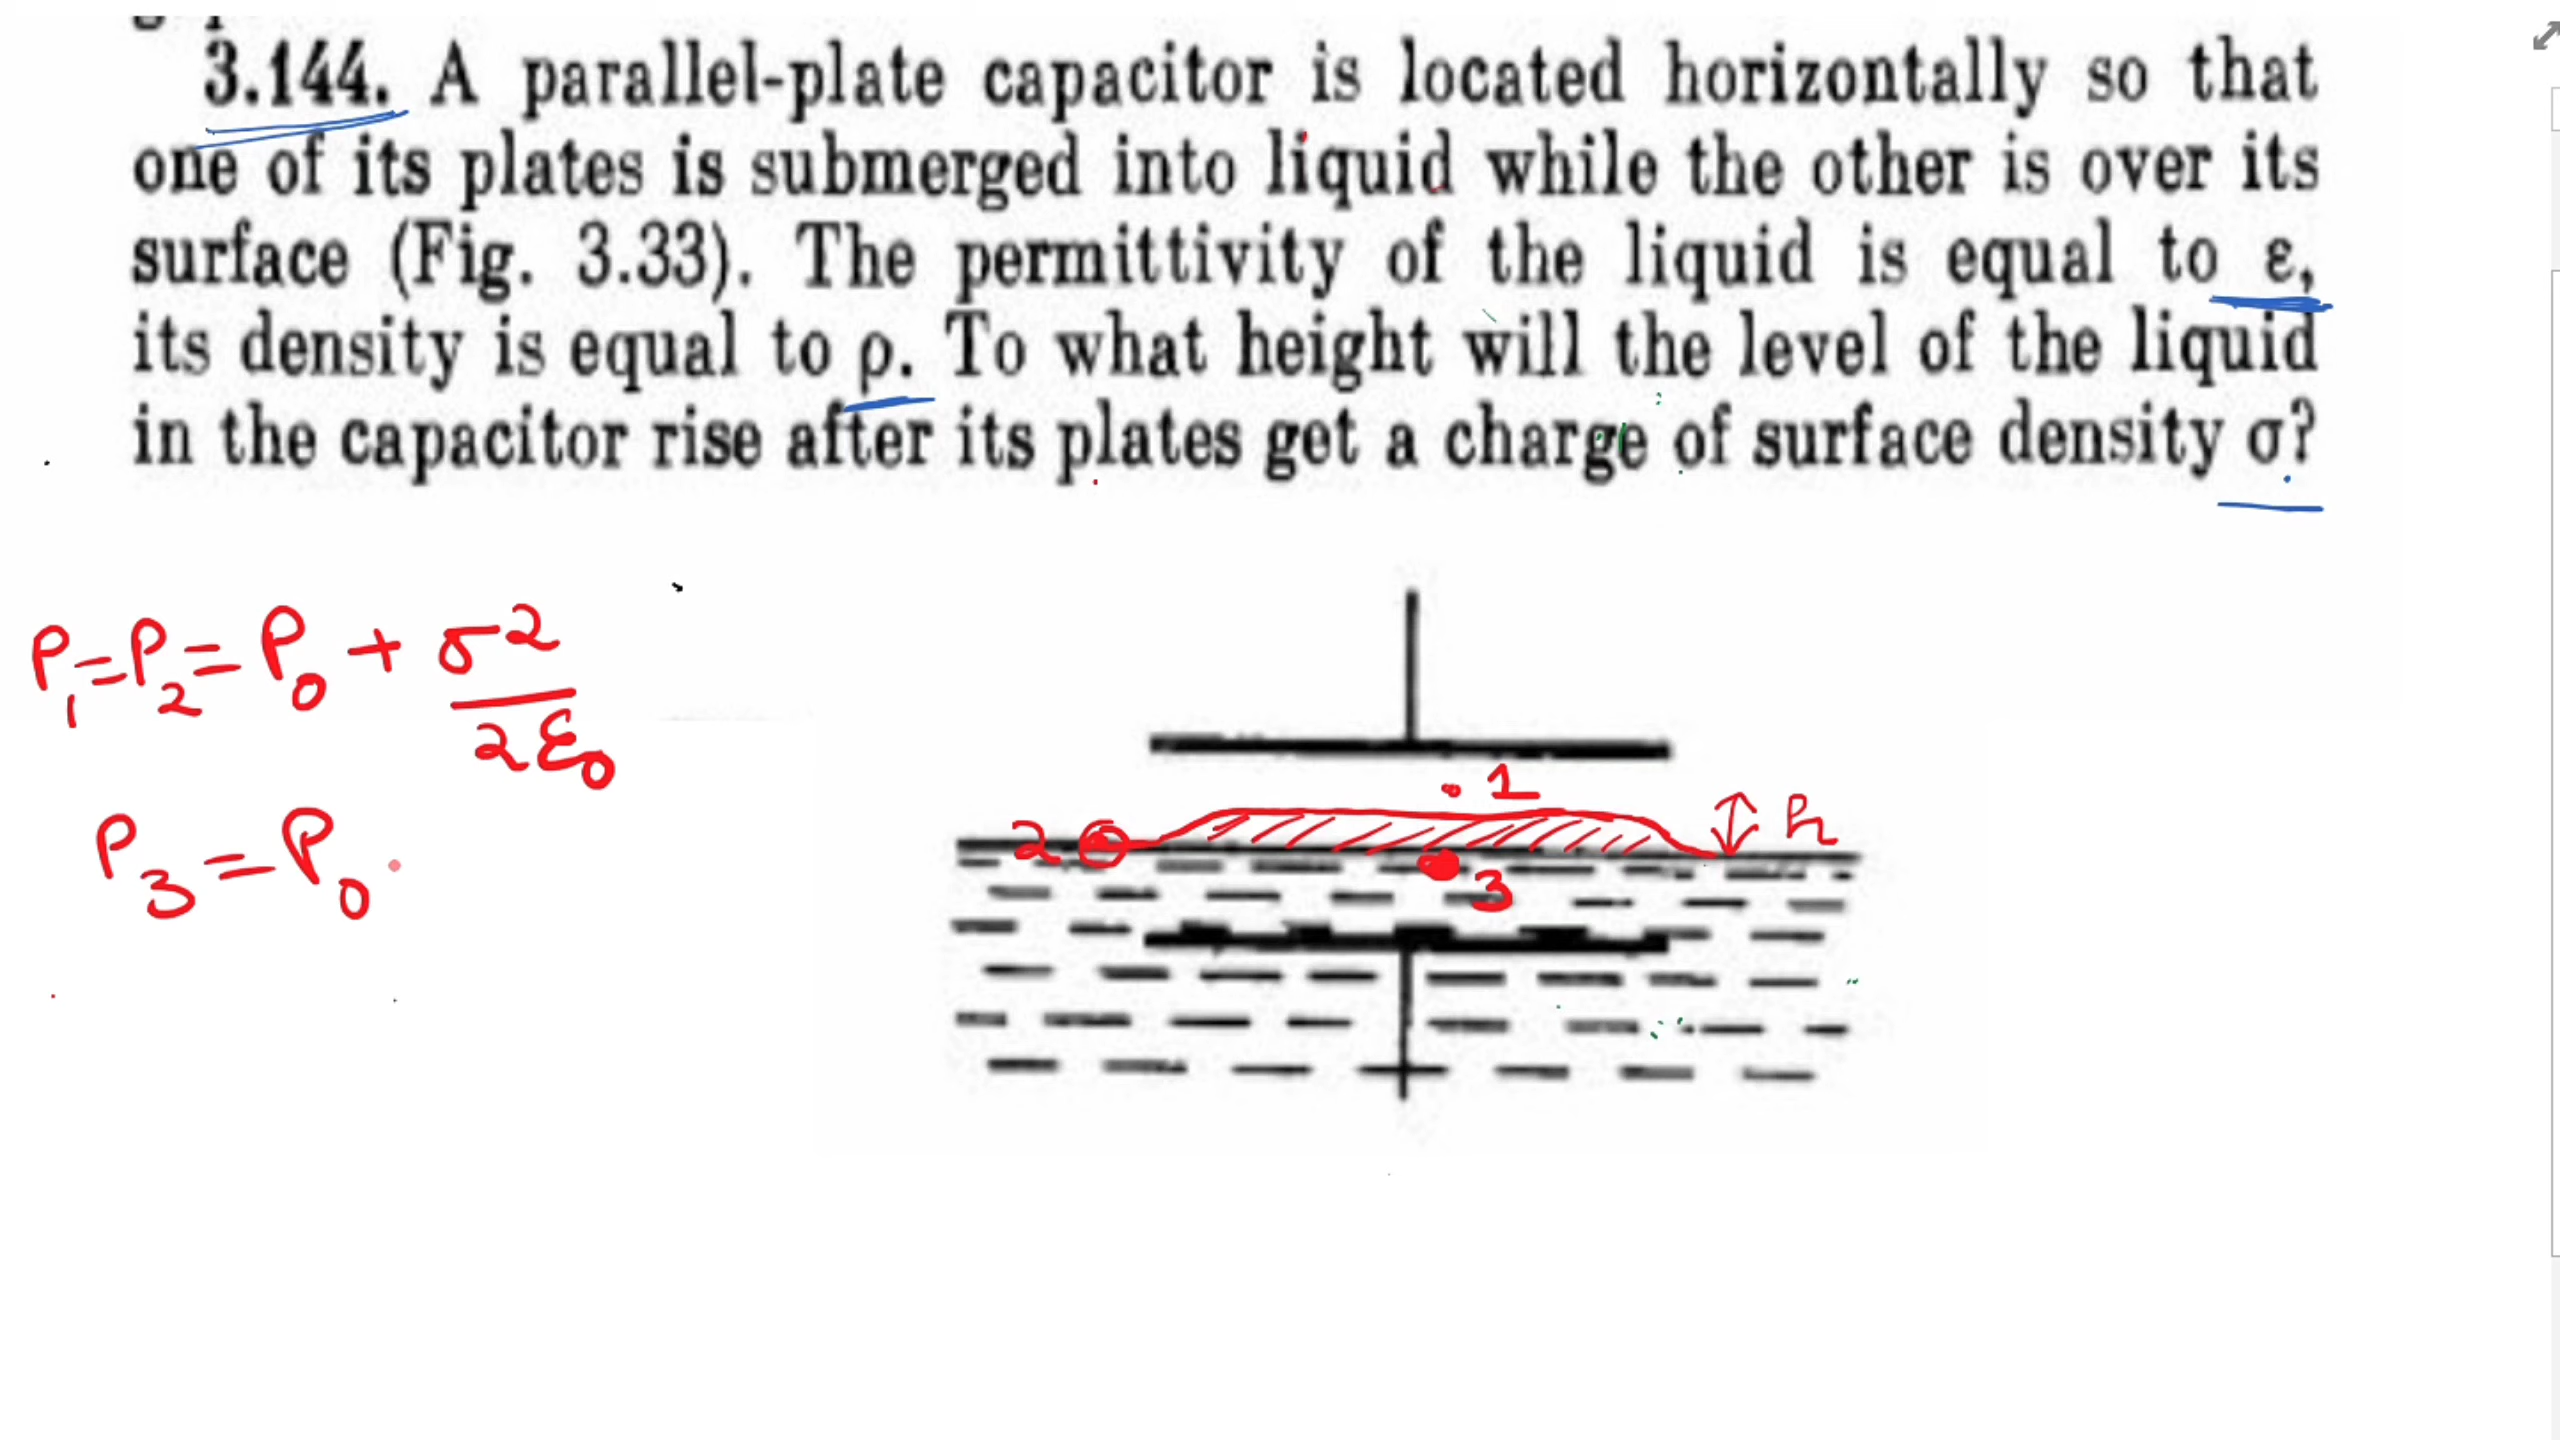 3.144. A parallel-plate capacitor is located horizontally so that
one of its plates is submerged into liquid while the other is over its
surface (Fig. 3.33). The permittivity of the liquid is equal to ε,
its density is equal to ρ. To what height will the level of the liquid
in the capacitor rise after its plates get a charge of surface density σ?
P₁=P₂=P₀+σ²/2ε₀
P₃=P₀
1
2
h
3